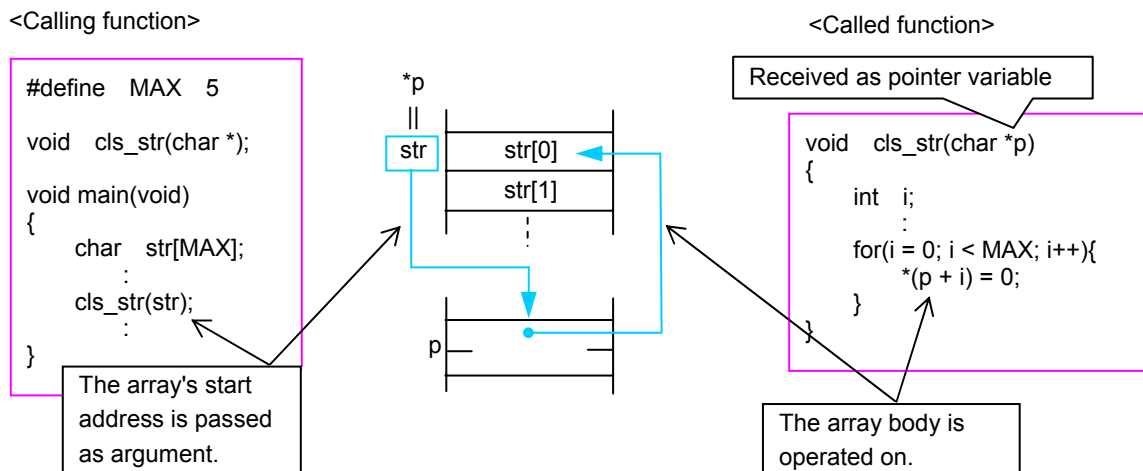 <Calling function>
#define MAX 5
void cls_str(char *);
void main(void)
{
char str[MAX];
:
cls_str(str);
:
}
The array's start
address is passed
as argument.
*p
||
str
str[0]
str[1]
p
<Called function>
Received as pointer variable
void cls_str(char *p)
{
int i;
:
for(i = 0; i < MAX; i++){
*(p + i) = 0;
}
}
The array body is
operated on.